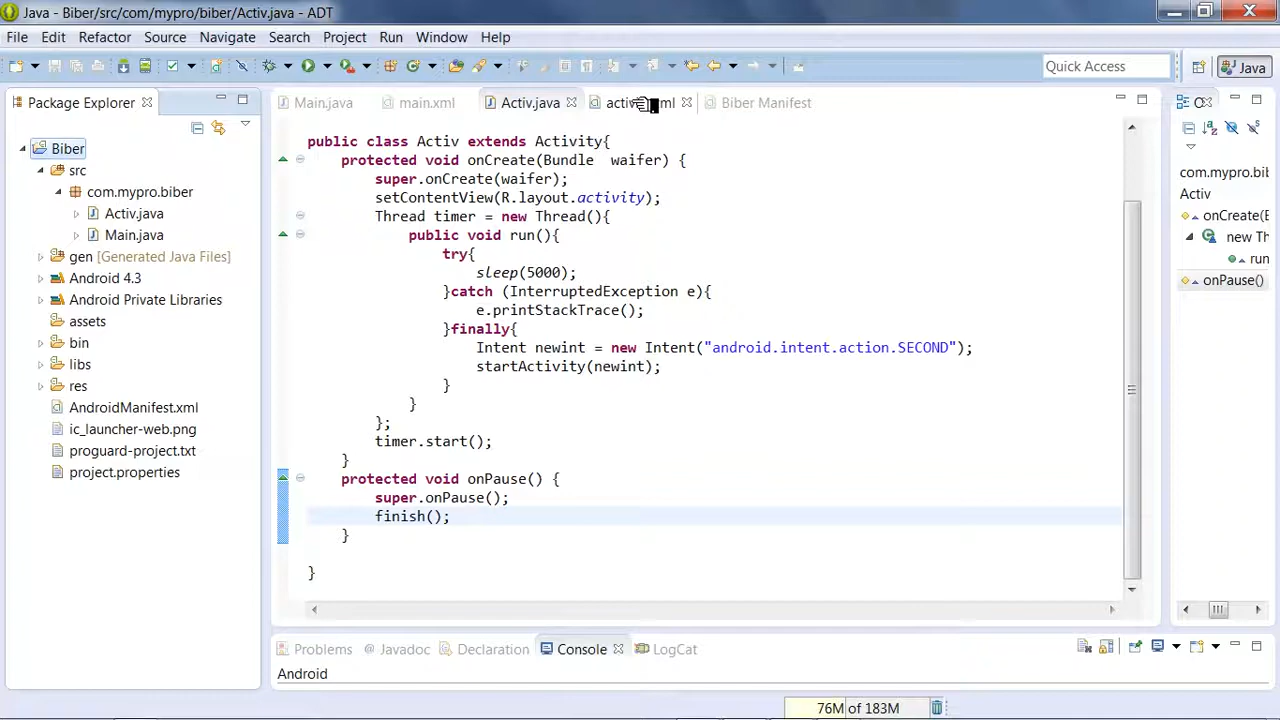 Java - Biber/src/com/mypro/biber/Activ.java - ADT
File Edit Refactor Source Navigate Search Project Run Window Help
Quick Access
Java
Package Explorer
Main.java
main.xml
Activ.java
Biber Manifest
Biber
src
com.mypro.biber
Activ.java
Main.java
gen [Generated Java Files]
Android 4.3
Android Private Libraries
assets
bin
libs
res
AndroidManifest.xml
ic_launcher-web.png
proguard-project.txt
project.properties
public class Activ extends Activity{
protected void onCreate(Bundle  waifer) {
super.onCreate(waifer);
setContentView(R.layout.activity);
Thread timer = new Thread(){
public void run(){
try{
sleep(5000);
}catch (InterruptedException e){
e.printStackTrace();
}finally{
Intent newint = new Intent("android.intent.action.SECOND");
startActivity(newint);
}
}
};
timer.start();
}
protected void onPause() {
super.onPause();
finish();
}
}
com.mypro.bib
Activ
onCreate(B
new Th
run
onPause()
Problems
Javadoc
Declaration
Console
LogCat
Android
76M of 183M